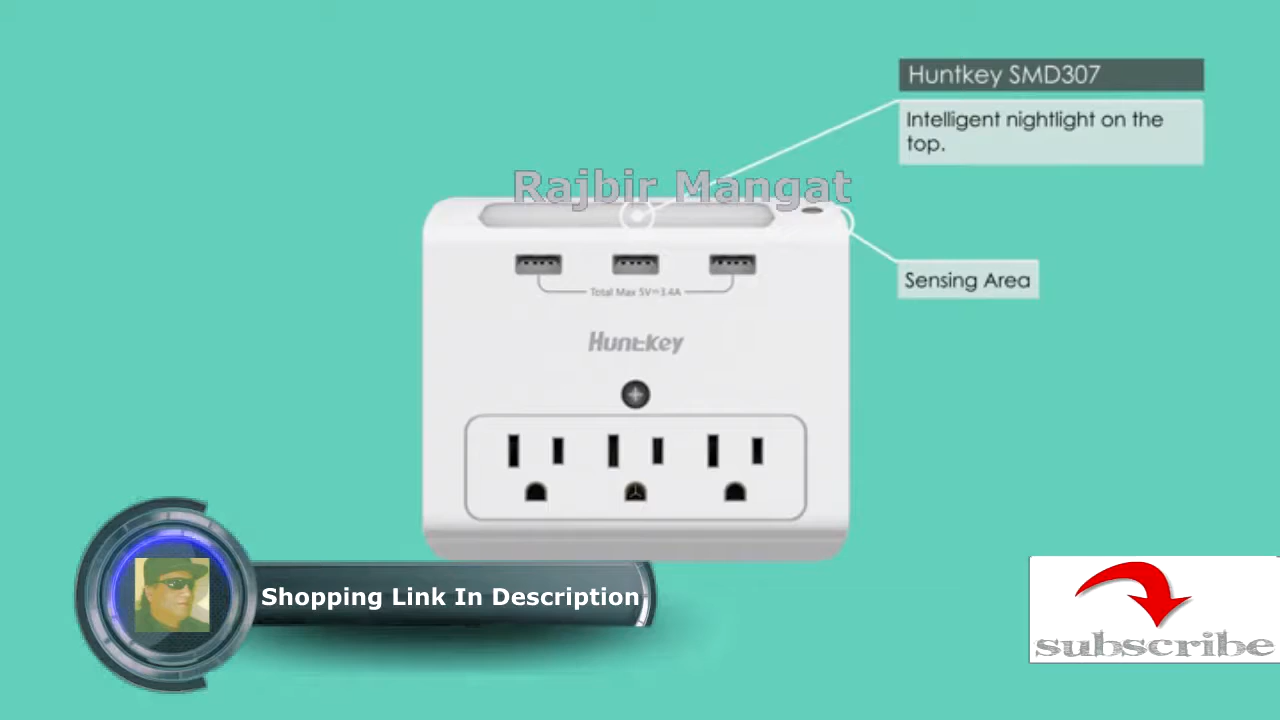 Huntkey SMD307
Intelligent nightlight on the
top.
Rajbir Mangat
Sensing Area
Total Max 5V⎓3.4A
Huntkey
Shopping Link In Description
subscribe